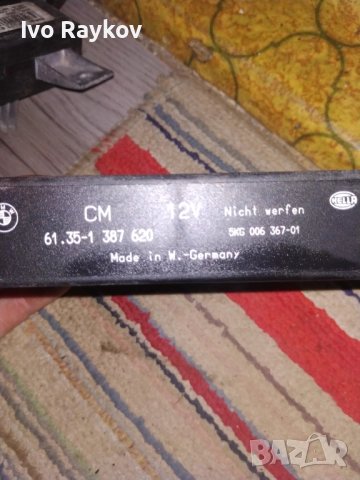 Ivo Raykov
CM 12V Nicht werfen HELLA
61.35-1 387 620 5KG 006 367-01
Made in W.-Germany
BAZAR